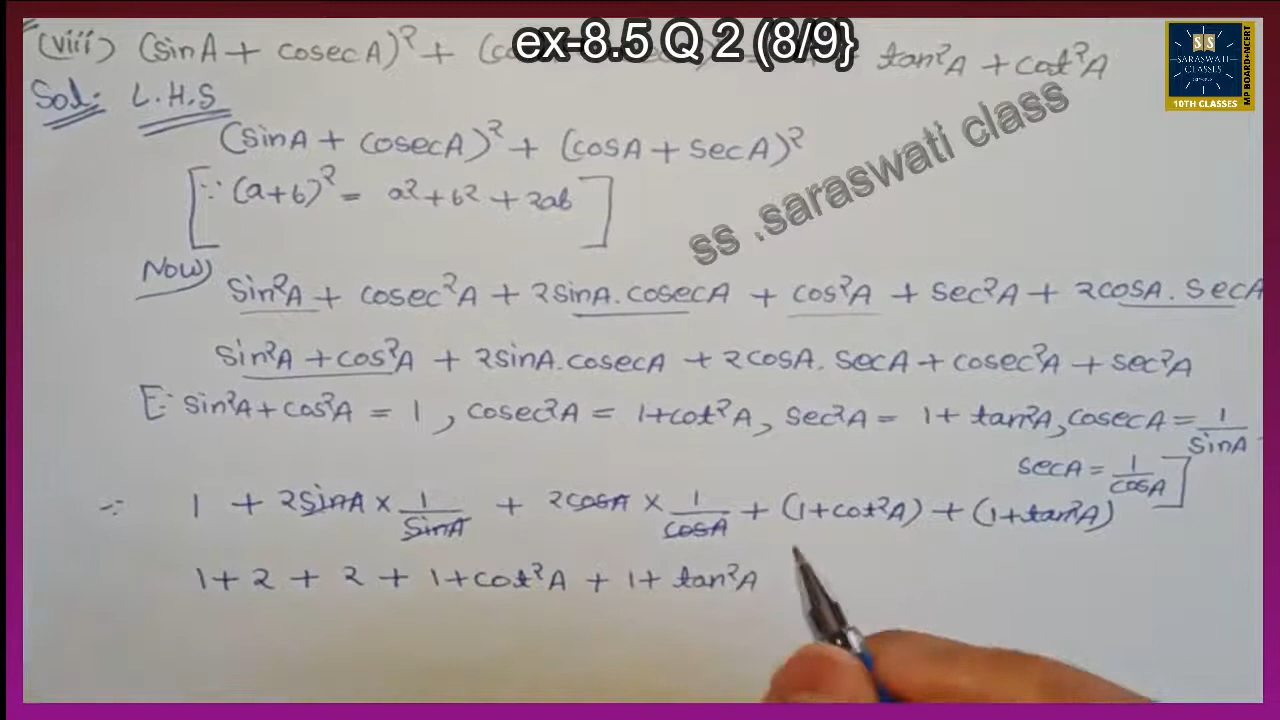 ex-8.5 Q 2 (8/9}
(viii) (sinA + cosecA)² + tan²A + cot²A
SS
SARASWATI
CLASSES
10TH CLASSES
MP BOARD-NCERT
Sol:- L.H.S
(sinA + cosecA)² + (cosA + secA)²
ss .saraswati class
[∵ (a+b)² = a² + b² + 2ab]
Now,
sin²A + cosec²A + 2sinA.cosecA + cos²A + sec²A + 2cosA.secA
sin²A + cos²A + 2sinA.cosecA + 2cosA.secA + cosec²A + sec²A
[∵ sin²A + cos²A = 1, cosec²A = 1+cot²A, sec²A = 1 + tan²A, cosecA = 1/sinA
secA = 1/cosA]
∵ 1 + 2sinA × 1/sinA + 2cosA × 1/cosA + (1+cot²A) + (1+tan²A)
1 + 2 + 2 + 1+cot²A + 1+ tan²A